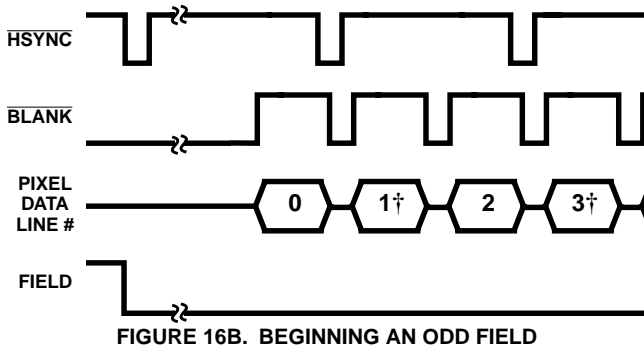 HSYNC
BLANK
PIXEL
DATA
LINE #
0 1† 2 3†
FIELD
FIGURE 16B. BEGINNING AN ODD FIELD